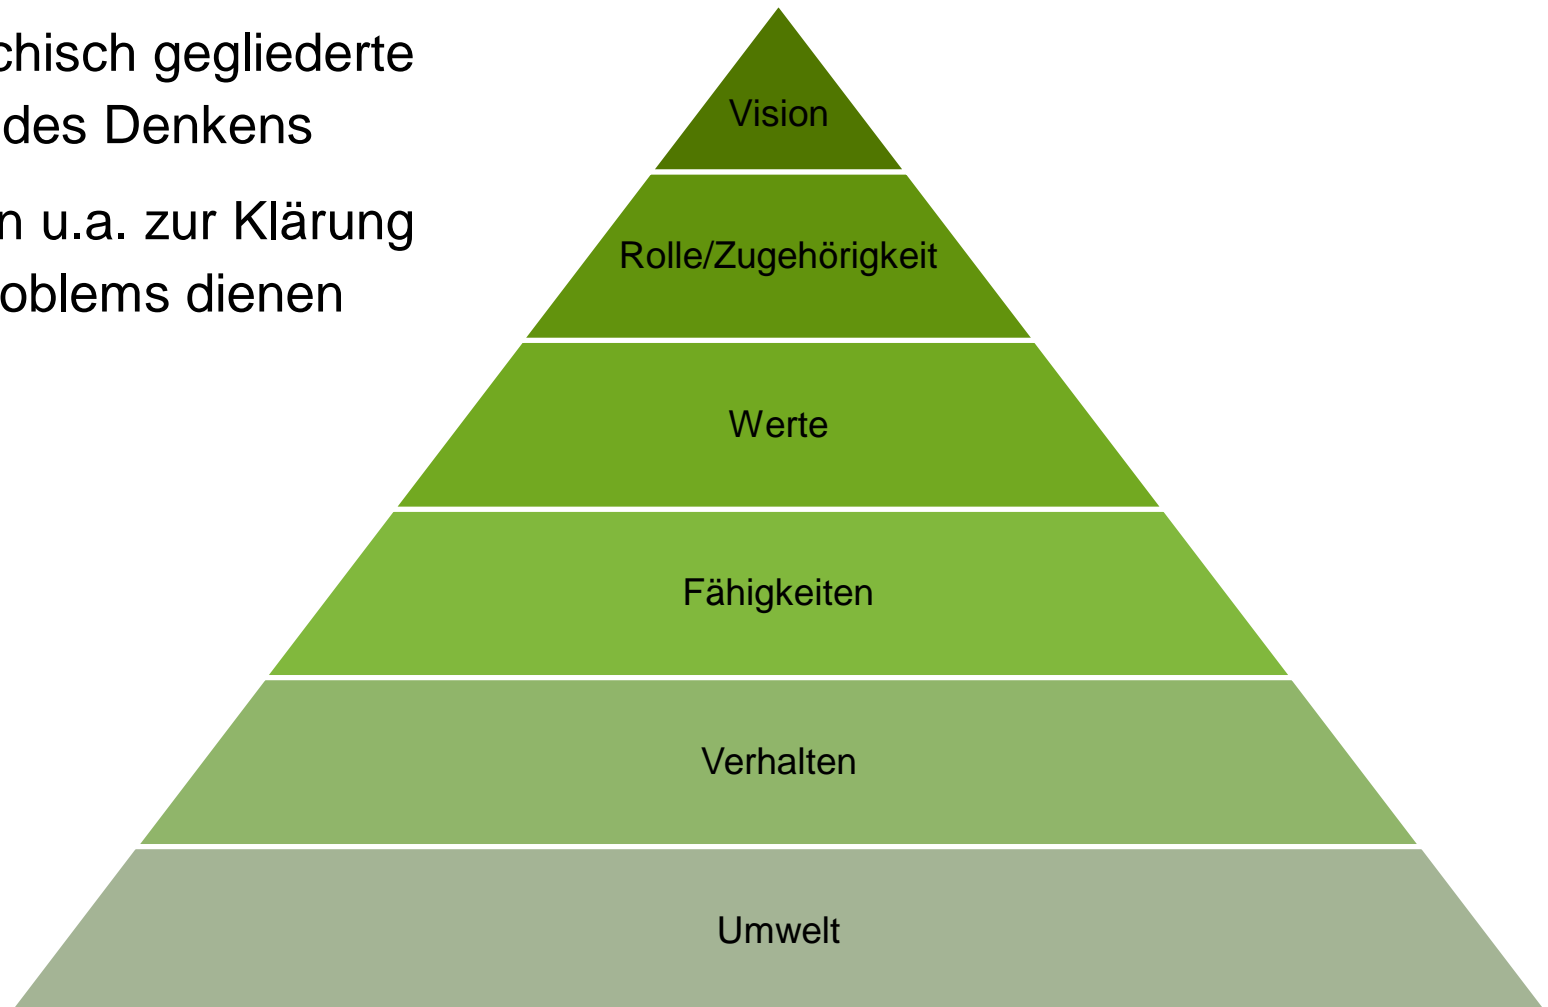 chisch gegliederte
des Denkens
n u.a. zur Klärung
oblems dienen
Vision
Rolle/Zugehörigkeit
Werte
Fähigkeiten
Verhalten
Umwelt